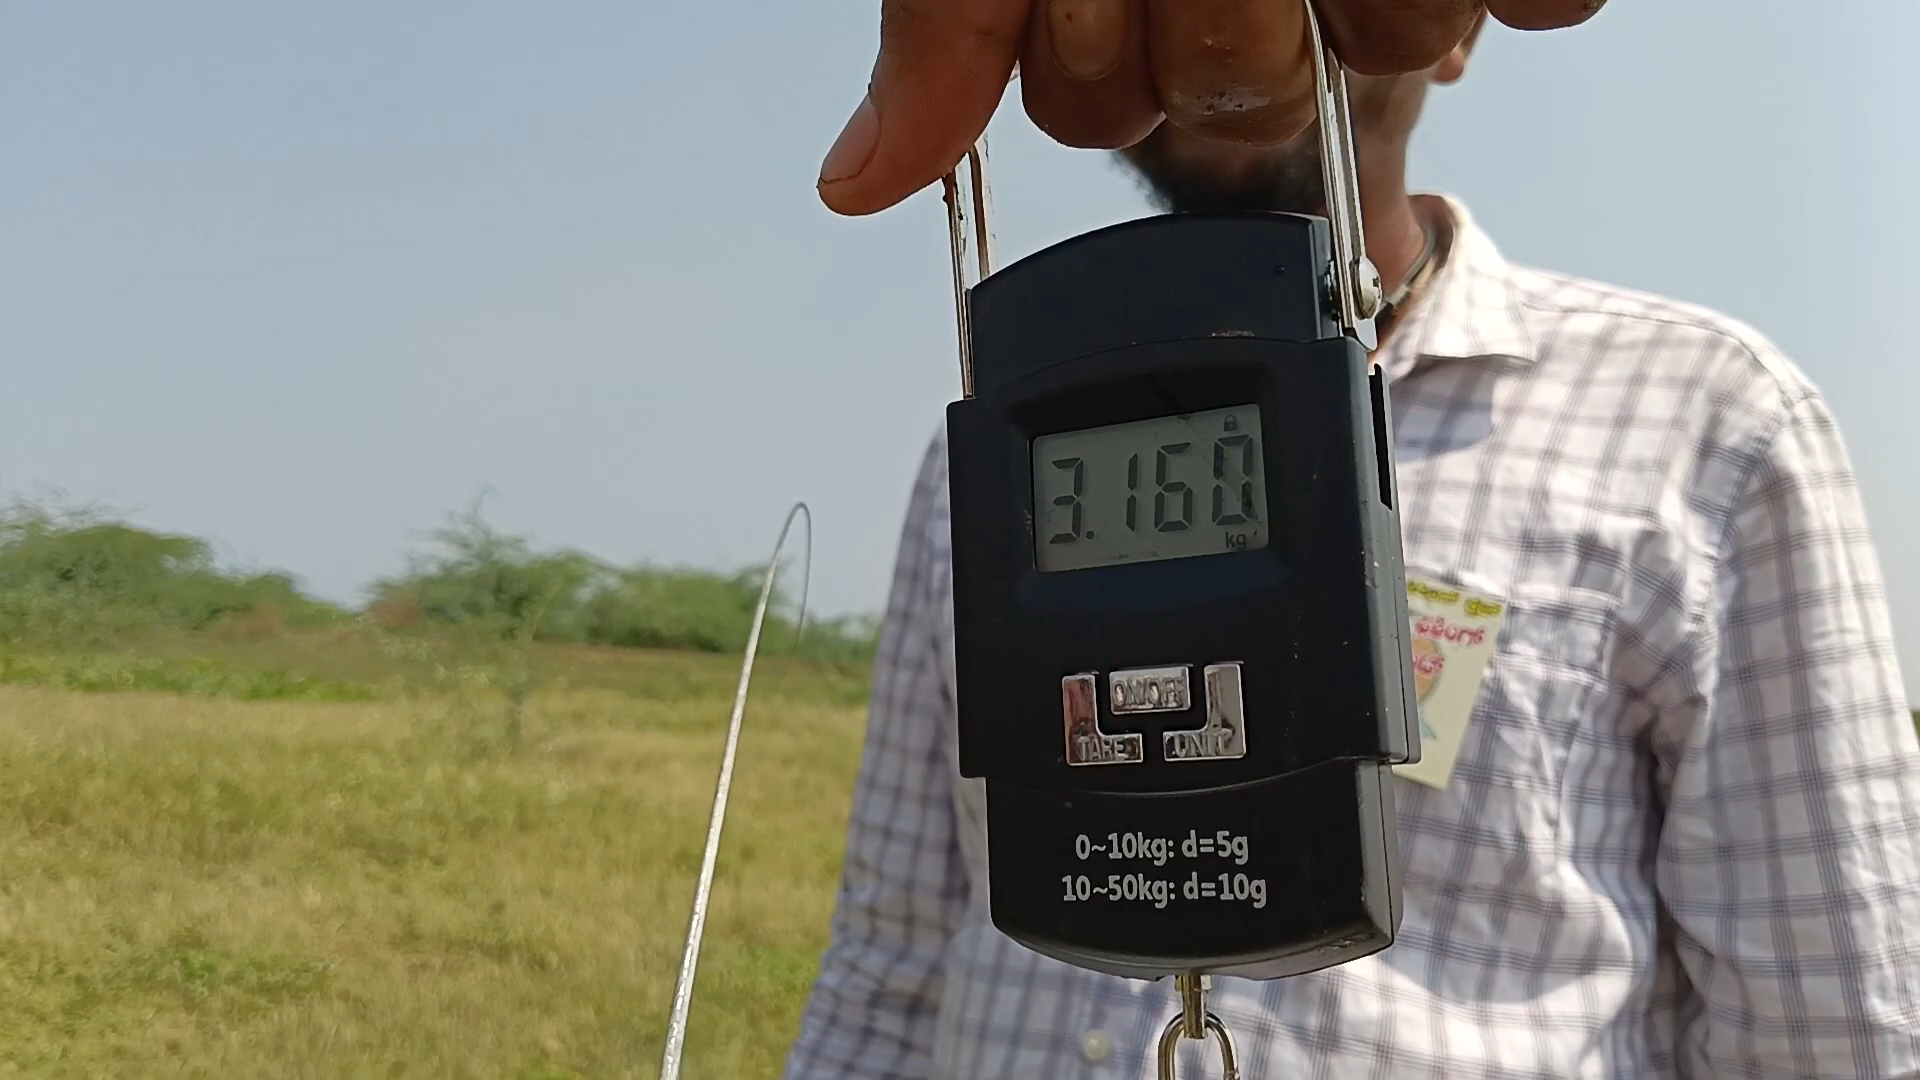 3.160
kg
ON/OFF
TARE UNIT
0~10kg: d=5g
10~50kg: d=10g